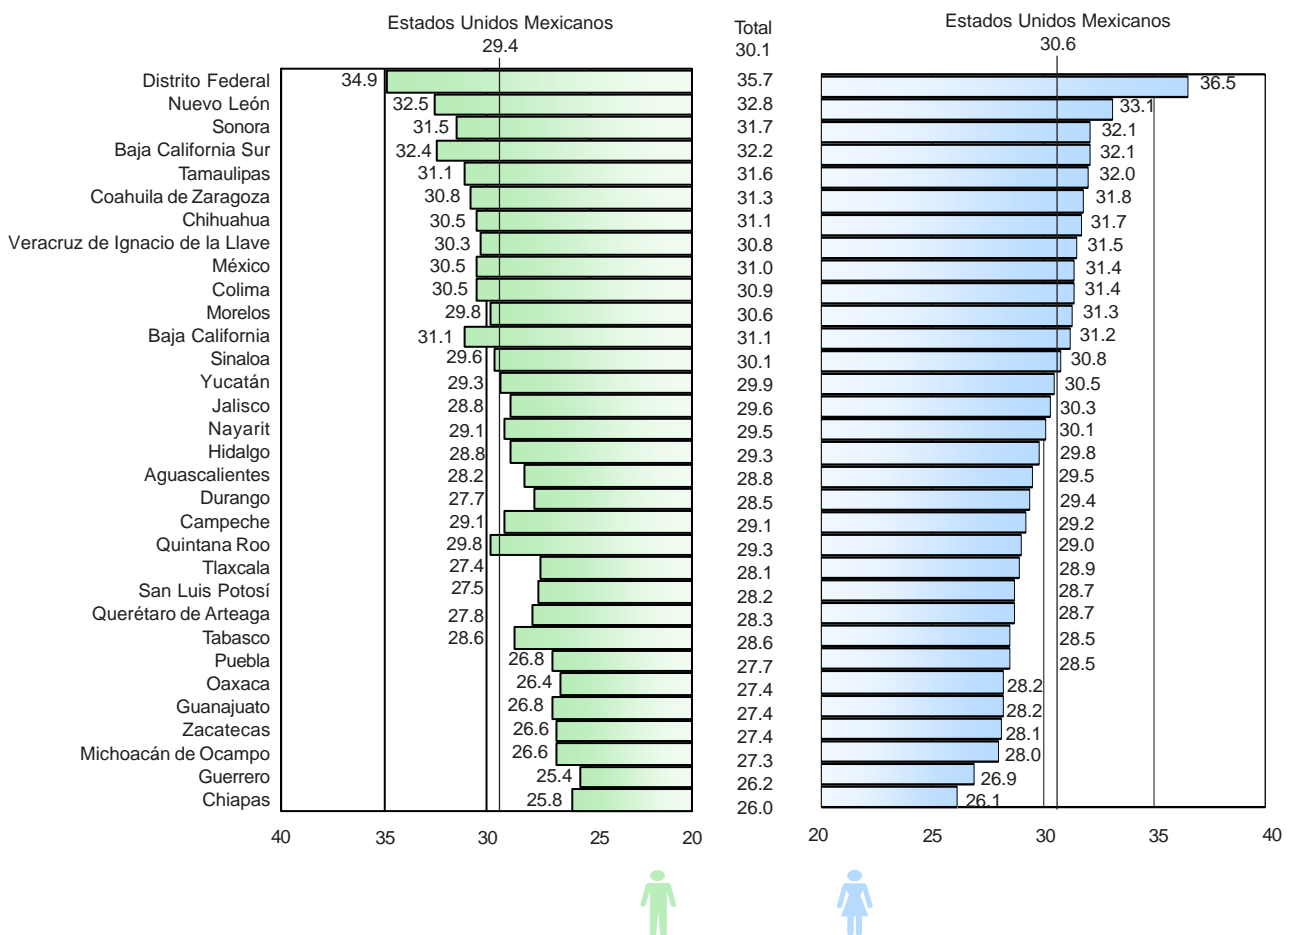 Estados Unidos Mexicanos Total Estados Unidos Mexicanos
29.4 30.1 30.6
Distrito Federal 34.9 35.7 36.5
Nuevo León 32.5 32.8 33.1
Sonora 31.5 31.7 32.1
Baja California Sur 32.4 32.2 32.1
Tamaulipas 31.1 31.6 32.0
Coahuila de Zaragoza 30.8 31.3 31.8
Chihuahua 30.5 31.1 31.7
Veracruz de Ignacio de la Llave 30.3 30.8 31.5
México 30.5 31.0 31.4
Colima 30.5 30.9 31.4
Morelos 29.8 30.6 31.3
Baja California 31.1 31.1 31.2
Sinaloa 29.6 30.1 30.8
Yucatán 29.3 29.9 30.5
Jalisco 28.8 29.6 30.3
Nayarit 29.1 29.5 30.1
Hidalgo 28.8 29.3 29.8
Aguascalientes 28.2 28.8 29.5
Durango 27.7 28.5 29.4
Campeche 29.1 29.1 29.2
Quintana Roo 29.8 29.3 29.0
Tlaxcala 27.4 28.1 28.9
San Luis Potosí 27.5 28.2 28.7
Querétaro de Arteaga 27.8 28.3 28.7
Tabasco 28.6 28.6 28.5
Puebla 26.8 27.7 28.5
Oaxaca 26.4 27.4 28.2
Guanajuato 26.8 27.4 28.2
Zacatecas 26.6 27.4 28.1
Michoacán de Ocampo 26.6 27.3 28.0
Guerrero 25.4 26.2 26.9
Chiapas 25.8 26.0 26.1
40 35 30 25 20 20 25 30 35 40